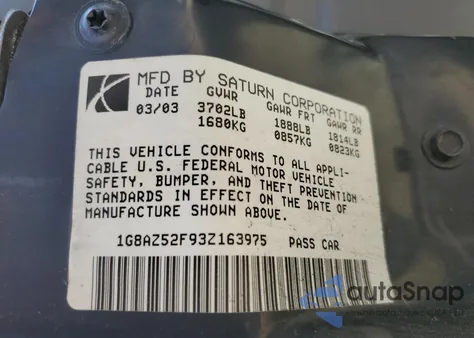 MFD BY SATURN CORPORATION
DATE GVWR GAWR FRT GAWR RR
03/03 3702LB 1888LB 1814LB
1680KG 0857KG 0823KG
THIS VEHICLE CONFORMS TO ALL APPLI-
CABLE U.S. FEDERAL MOTOR VEHICLE
SAFETY, BUMPER, AND THEFT PREVENTION
STANDARDS IN EFFECT ON THE DATE OF
MANUFACTURE SHOWN ABOVE.
1G8AZ52F93Z163975 PASS CAR
autoSnap